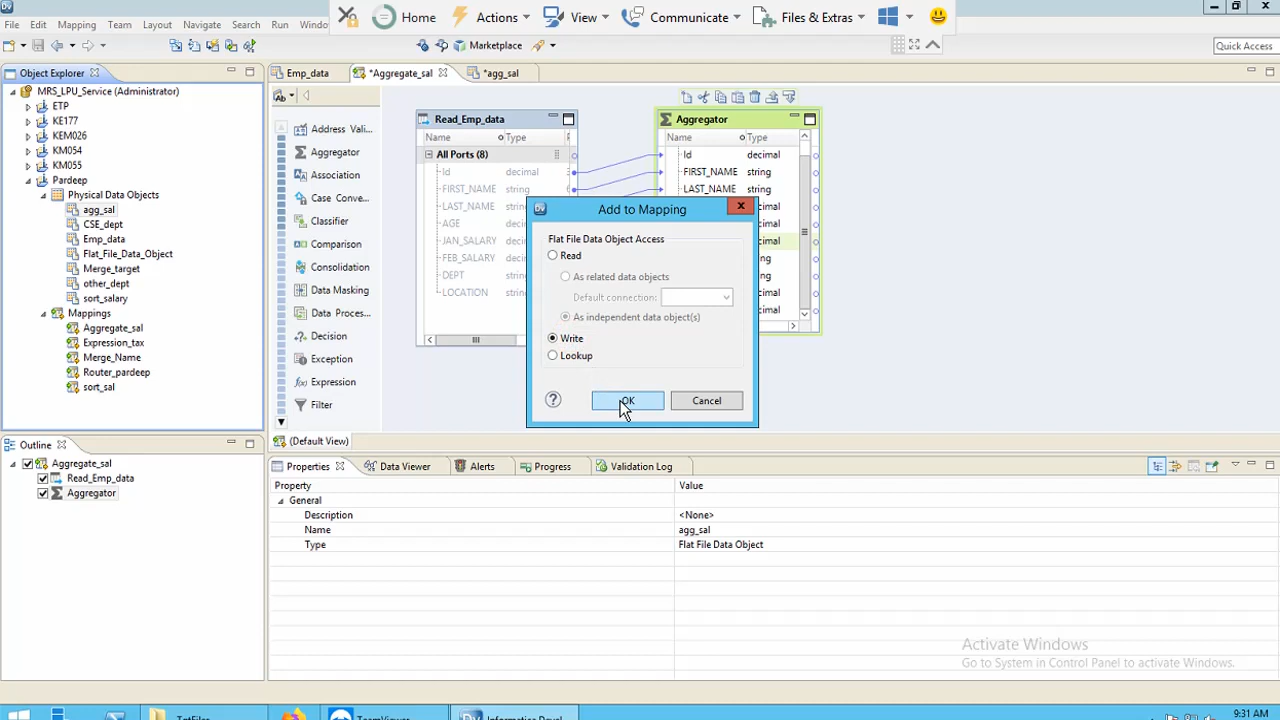 Home Actions View Communicate Files & Extras
File Edit Mapping Team Layout Navigate Search Run
Marketplace
Quick Access
Object Explorer
MRS_LPU_Service (Administrator)
ETP
KE177
KEM026
KM054
KM055
Pardeep
Physical Data Objects
agg_sal
CSE_dept
Emp_data
Flat_File_Data_Object
Merge_target
other_dept
sort_salary
Mappings
Aggregate_sal
Expression_tax
Merge_Name
Router_pardeep
sort_sal
Outline
Aggregate_sal
Read_Emp_data
Aggregator
Emp_data *Aggregate_sal *agg_sal
Ab
Address Vali...
Aggregator
Association
Case Conve...
Classifier
Comparison
Consolidation
Data Masking
Data Proces...
Decision
Exception
Expression
Filter
Read_Emp_data
Name Type
All Ports (8)
Id decimal
FIRST_NAME string
LAST_NAME string
AGE
JAN_SALARY
FEB_SALARY
DEPT
LOCATION
Aggregator
Name Type
Id decimal
FIRST_NAME string
LAST_NAME string
Add to Mapping
Flat File Data Object Access
Read
As related data objects
Default connection:
As independent data object(s)
Write
Lookup
OK Cancel
(Default View)
Properties Data Viewer Alerts Progress Validation Log
Property Value
General
Description <None>
Name agg_sal
Type Flat File Data Object
Activate Windows
Go to System in Control Panel to activate Windows.
9:31 AM